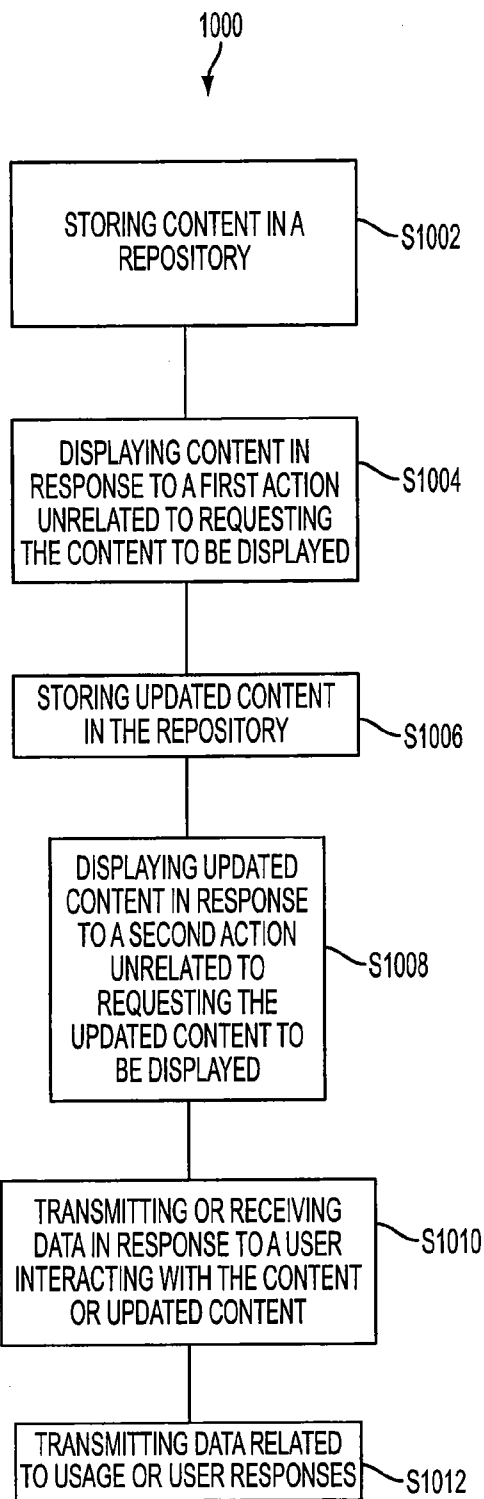 1000
STORING CONTENT IN A
REPOSITORY
S1002
DISPLAYING CONTENT IN
RESPONSE TO A FIRST ACTION
UNRELATED TO REQUESTING
THE CONTENT TO BE DISPLAYED
S1004
STORING UPDATED CONTENT
IN THE REPOSITORY
S1006
DISPLAYING UPDATED
CONTENT IN RESPONSE
TO A SECOND ACTION
UNRELATED TO
REQUESTING THE
UPDATED CONTENT TO
BE DISPLAYED
S1008
TRANSMITTING OR RECEIVING
DATA IN RESPONSE TO A USER
INTERACTING WITH THE CONTENT
OR UPDATED CONTENT
S1010
TRANSMITTING DATA RELATED
TO USAGE OR USER RESPONSES
S1012